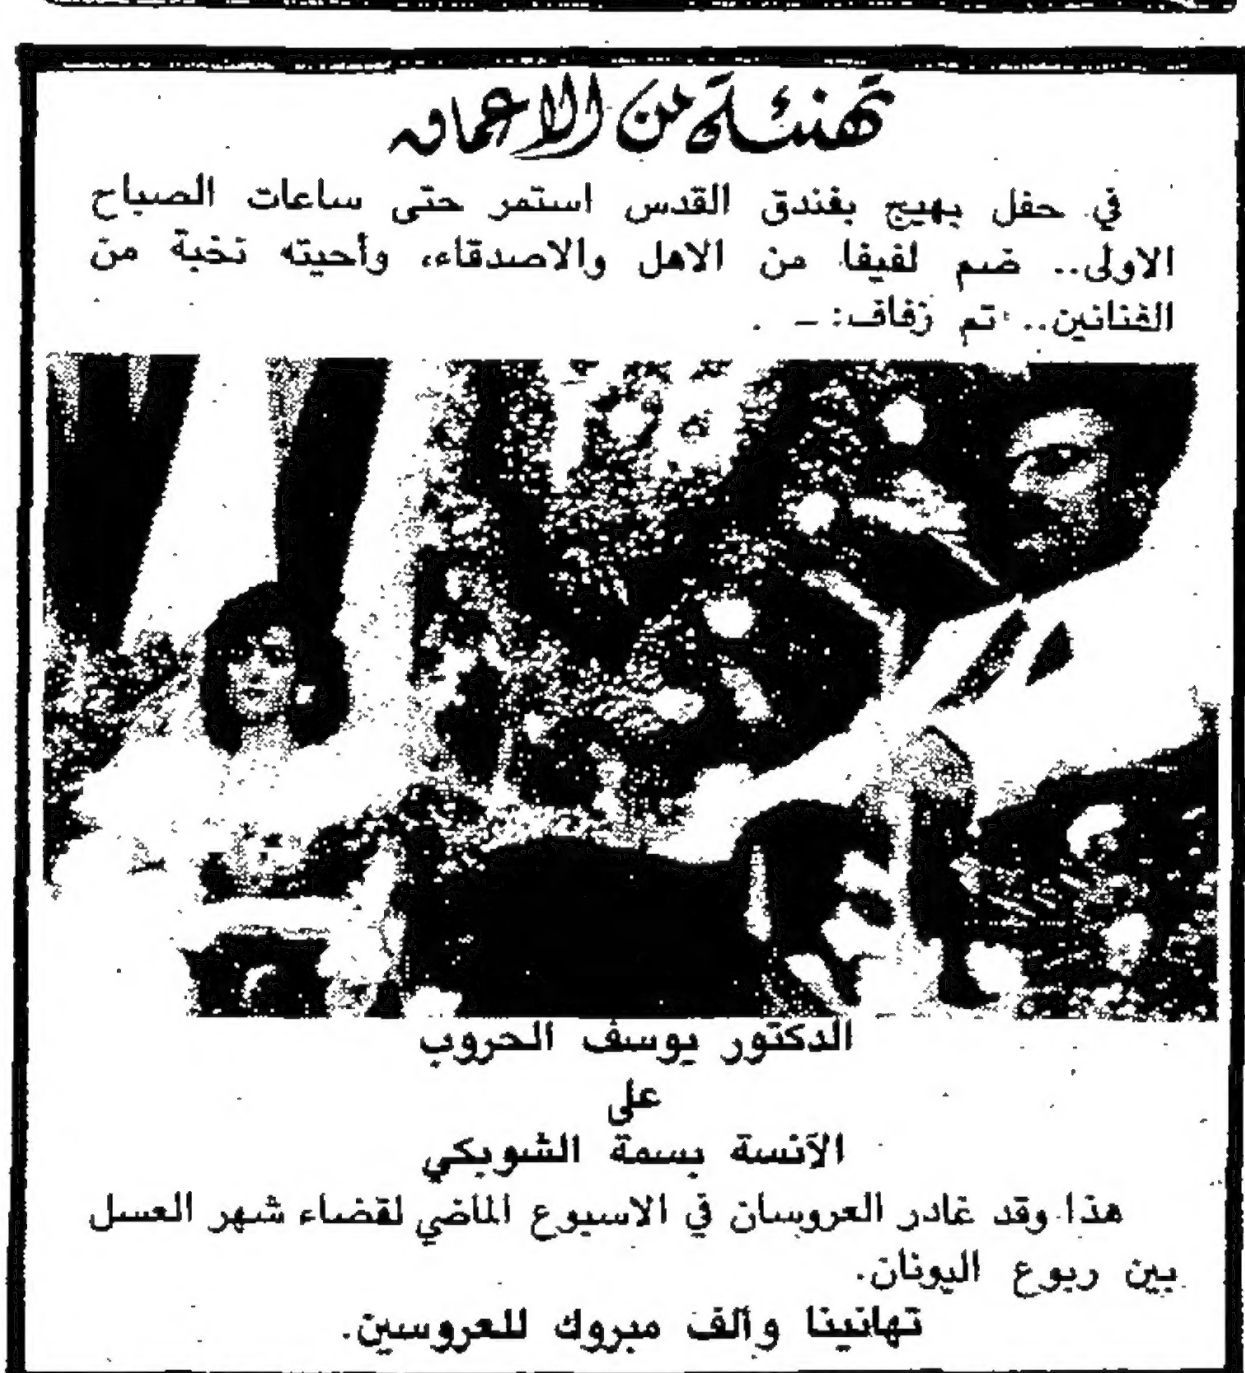 تهنئة من الاعماق
في حفل بهيج بفندق القدس استمر حتى ساعات الصباح
الاولى.. ضم لفيفا من الاهل والاصدقاء، وأحيته نخبة من
الفنانين.. تم زفاف: ـ
الدكتور يوسف الحروب
على
الآنسة بسمة الشويكي
هذا وقد غادر العروسان في الاسبوع الماضي لقضاء شهر العسل
بين ربوع اليونان.
تهانينا وألف مبروك للعروسين.